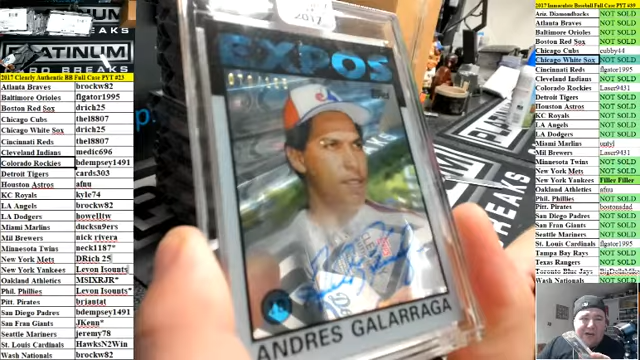 2017 Clearly Authentic BB Full Case PYT #23
Atlanta Braves brockw82
Baltimore Orioles flgator1995
Boston Red Sox drich25
Chicago Cubs thel8807
Chicago White Sox drich25
Cincinnati Reds thel8807
Cleveland Indians medic696
Colorado Rockies bdempsey1491
Detroit Tigers cards303
Houston Astros afnu
KC Royals kyle74
LA Angels brockw82
LA Dodgers howelltw
Miami Marlins ducksn9ers
Mil Brewers nick rivera
Minnesota Twins neck1187*
New York Mets DRich 25
New York Yankees Levon Isounts
Oakland Athletics MSIXRJR*
Phil. Phillies Levon Isounts*
Pitt. Pirates briantat
San Diego Padres bdempsey1491
San Fran Giants JKenn*
Seattle Mariners jeremy78
St. Louis Cardinals HawksN2Win
Wash Nationals brockw82
PLATINUM
BREAKS
2017
EXPOS
ANDRES GALARRAGA
2017 Immaculate Baseball Full Case PYT #39
Ariz. Diamondbacks NOT SOLD
Atlanta Braves NOT SOLD
Baltimore Orioles NOT SOLD
Boston Red Sox NOT SOLD
Chicago Cubs cubby44
Chicago White Sox NOT SOLD
Cincinnati Reds flgator1995
Cleveland Indians NOT SOLD
Colorado Rockies Laser9431
Detroit Tigers NOT SOLD
Houston Astros NOT SOLD
KC Royals NOT SOLD
LA Angels NOT SOLD
LA Dodgers NOT SOLD
Miami Marlins
Mil Brewers Laser9431
Minnesota Twins NOT SOLD
New York Mets NOT SOLD
New York Yankees Filler Filler
Oakland Athletics afnu
Phil. Phillies NOT SOLD
Pitt. Pirates bostonsdad
San Diego Padres NOT SOLD
San Fran Giants NOT SOLD
Seattle Mariners NOT SOLD
St. Louis Cardinals flgator1995
Tampa Bay Rays NOT SOLD
Texas Rangers NOT SOLD
Toronto Blue Jays
Wash Nationals NOT SOLD